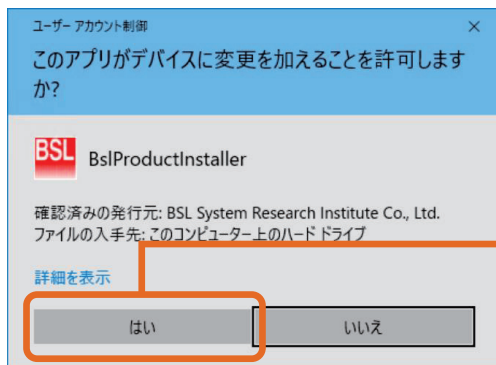 ユーザー アカウント制御
このアプリがデバイスに変更を加えることを許可します
か?
BSL BslProductInstaller
確認済みの発行元: BSL System Research Institute Co., Ltd.
ファイルの入手先: このコンピューター上のハード ドライブ
詳細を表示
はい いいえ